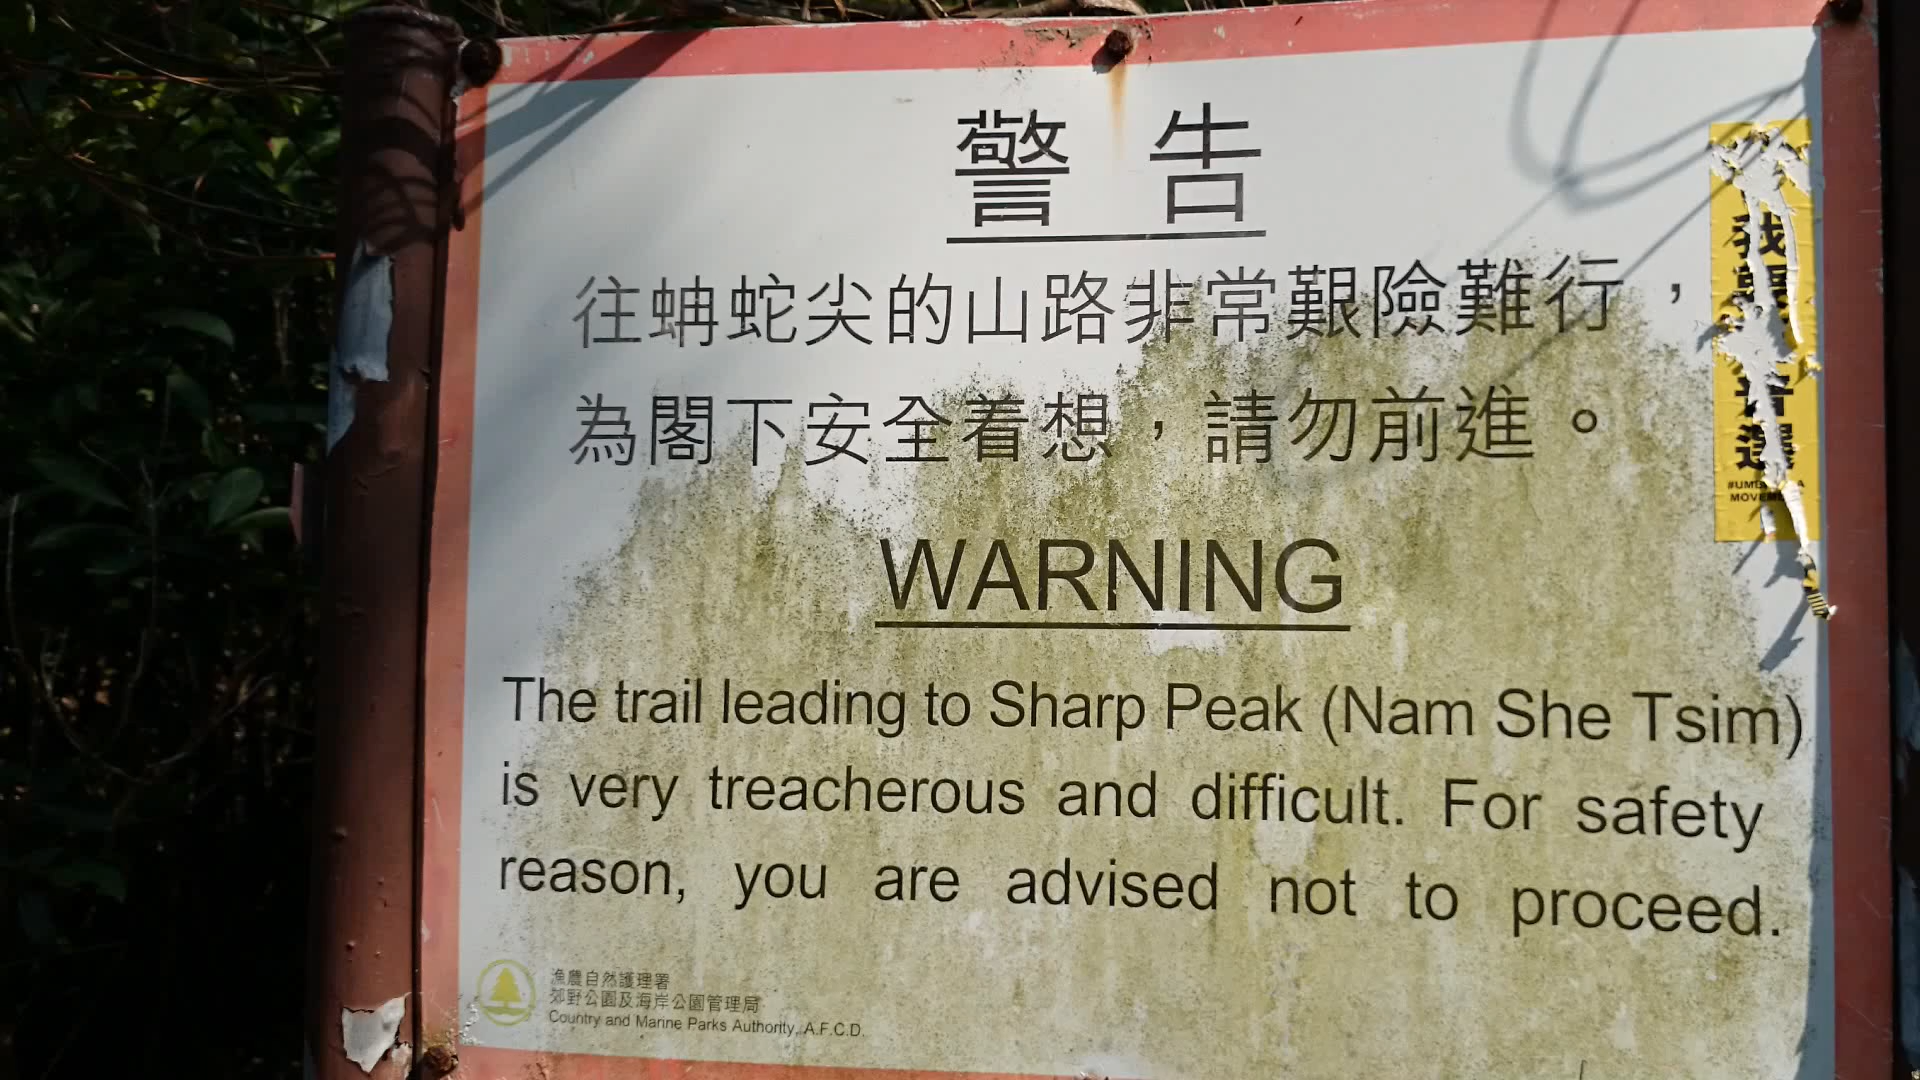 警告
往蚺蛇尖的山路非常艱險難行，
為閣下安全着想，請勿前進。
WARNING
The trail leading to Sharp Peak (Nam She Tsim)
is very treacherous and difficult. For safety
reason, you are advised not to proceed.
漁農自然護理署
郊野公園及海岸公園管理局
Country and Marine Parks Authority, A.F.C.D.
我
選